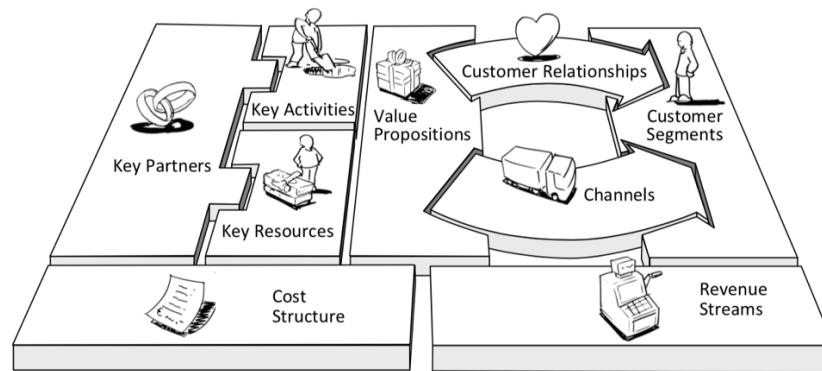 Key Partners
Key Activities
Key Resources
Value
Propositions
Customer Relationships
Channels
Customer
Segments
Cost
Structure
Revenue
Streams